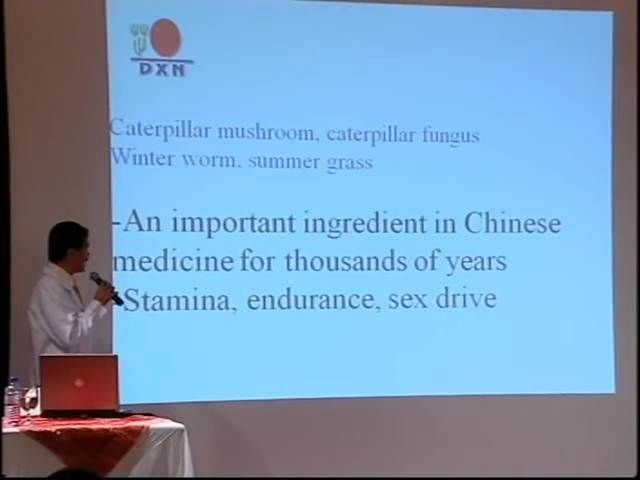 DXN
Caterpillar mushroom, caterpillar fungus
Winter worm, summer grass
-An important ingredient in Chinese
medicine for thousands of years
-Stamina, endurance, sex drive